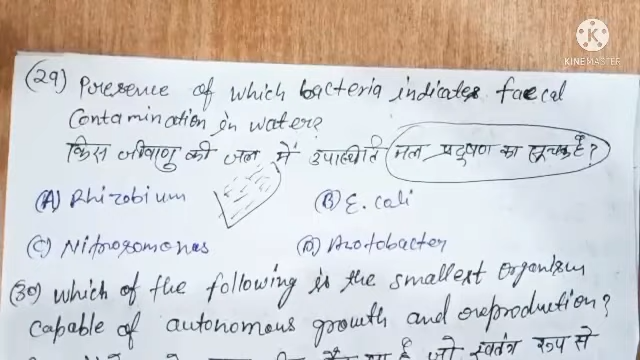 KINEMASTER
(29) Presence of which bacteria indicates faecal
Contamination in water?
किस जीवाणु की जल में उपस्थिति मल प्रदूषण का सूचक है?
(A) Rhizobium (B) E. coli
(C) Nitrosomonas (D) Azotobacter
(30) which of the following is the smallest organism
capable of autonomous growth and reproduction?
जो स्वतंत्र रूप से